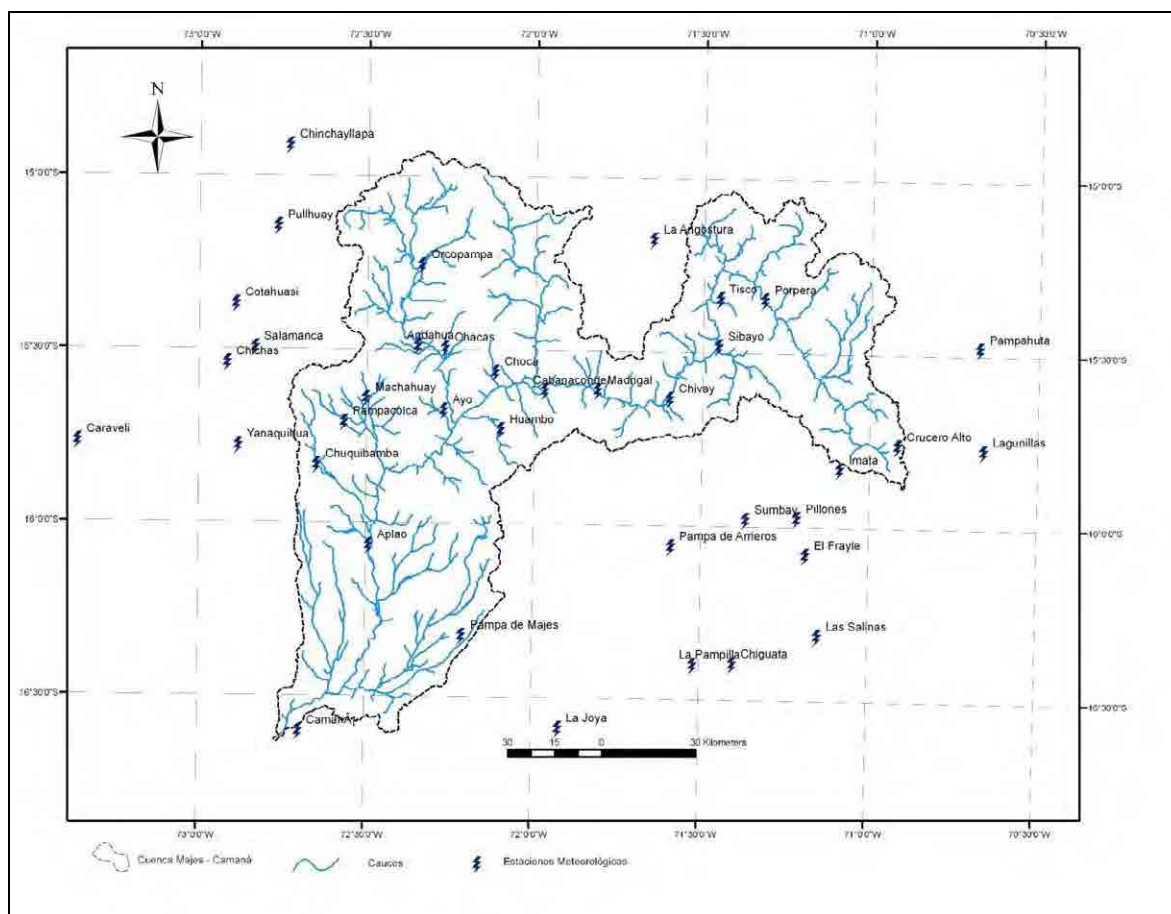 73°0'0"W 72°30'0"W 72°0'0"W 71°30'0"W 71°0'0"W 70°30'0"W
N
Chinchayllapa
15°0'0"S
15°0'0"S
Pullhuay
La Angostura
Orcopampa
Cotahuasi
Tisco
Porpera
Salamanca
Andahua
Chacas
Sibayo
Pampahuta
15°30'0"S
Chichas
15°30'0"S
Choco
Machahuay
Cabanaconde
Madrigal
Chivay
Ayo
Pampacolca
Huambo
Caraveli
Yanaquihua
Crucero Alto
Lagunillas
Chuquibamba
Imata
Sumbay
Pillones
16°0'0"S
16°0'0"S
Aplao
Pampa de Arrieros
El Frayle
Pampa de Majes
Las Salinas
La Pampilla
Chiguata
16°30'0"S
16°30'0"S
La Joya
30 15 0 30 Kilometers
73°0'0"W 72°30'0"W 72°0'0"W 71°30'0"W 71°0'0"W 70°30'0"W
Cuenca Majes - Camaná
Cauces
Estaciones Meteorológicas